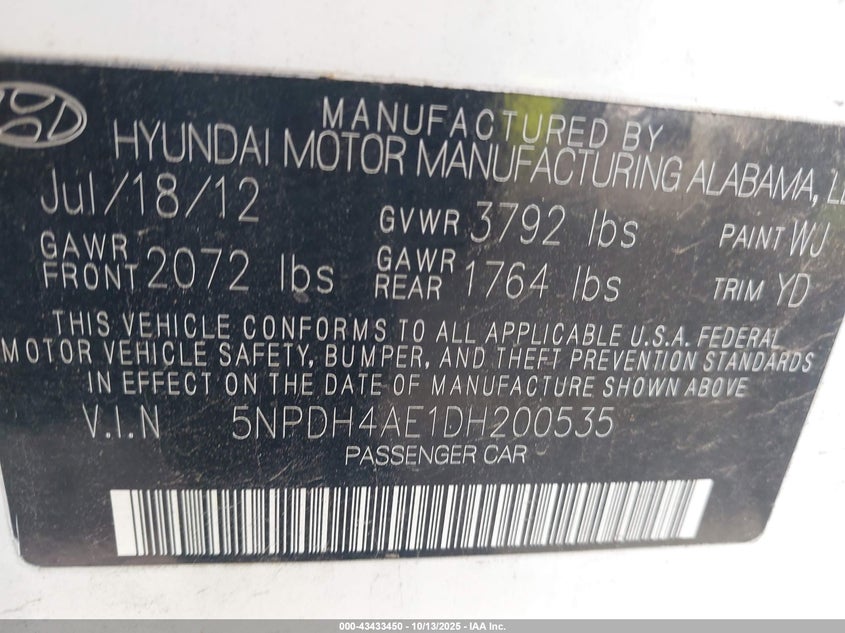 MANUFACTURED BY
HYUNDAI MOTOR MANUFACTURING ALABAMA,
Jul/18/12 GVWR 3792 lbs PAINT WJ
GAWR FRONT 2072 lbs GAWR REAR 1764 lbs TRIM YD
THIS VEHICLE CONFORMS TO ALL APPLICABLE U.S.A. FEDERAL
MOTOR VEHICLE SAFETY, BUMPER, AND THEFT PREVENTION STANDARDS
IN EFFECT ON THE DATE OF MANUFACTURE SHOWN ABOVE
V.I.N 5NPDH4AE1DH200535
PASSENGER CAR
000-43433450 - 10/13/2025 - IAA Inc.